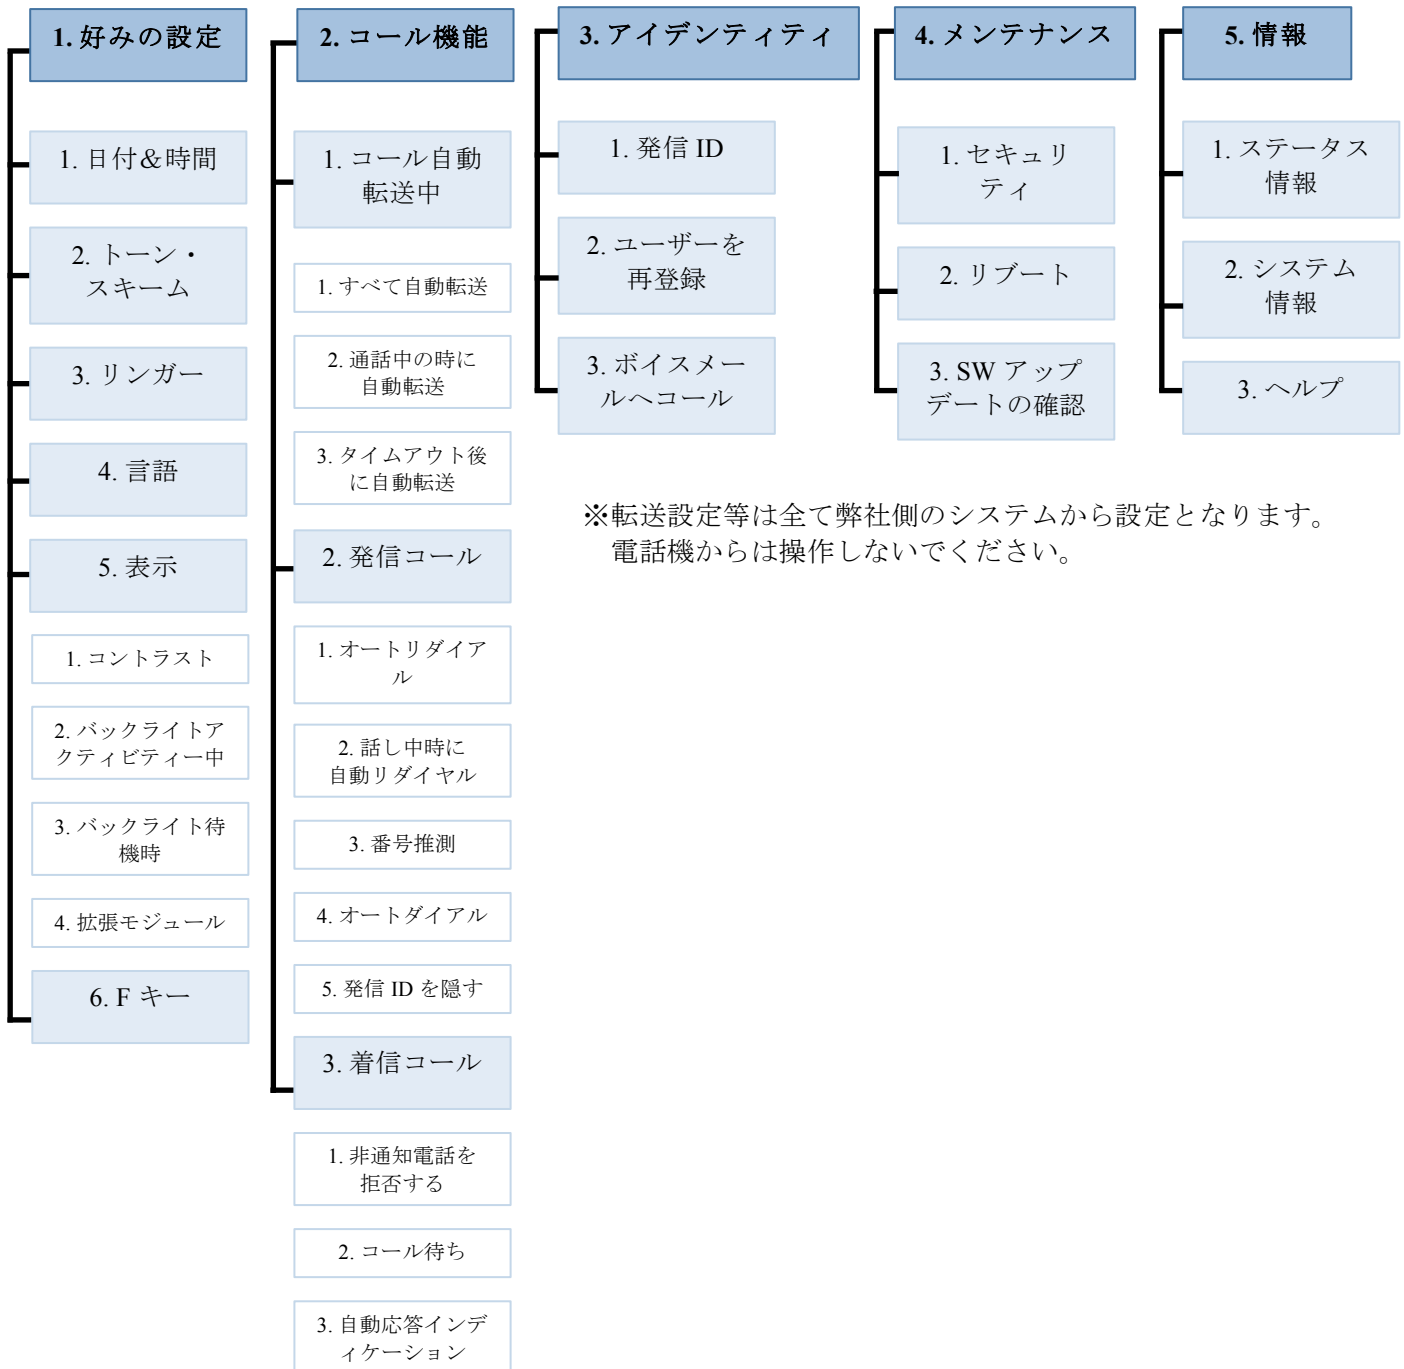 1. 好みの設定
1. 日付＆時間
2. トーン・
スキーム
3. リンガー
4. 言語
5. 表示
1. コントラスト
2. バックライトア
クティビティー中
3. バックライト待
機時
4. 拡張モジュール
6. F キー
2. コール機能
1. コール自動
転送中
1. すべて自動転送
2. 通話中の時に
自動転送
3. タイムアウト後
に自動転送
2. 発信コール
1. オートリダイア
ル
2. 話し中時に
自動リダイヤル
3. 番号推測
4. オートダイアル
5. 発信 ID を隠す
3. 着信コール
1. 非通知電話を
拒否する
2. コール待ち
3. 自動応答インデ
ィケーション
3. アイデンティティ
1. 発信 ID
2. ユーザーを
再登録
3. ボイスメー
ルへコール
4. メンテナンス
1. セキュリ
ティ
2. リブート
3. SW アップ
デートの確認
5. 情報
1. ステータス
情報
2. システム
情報
3. ヘルプ
※転送設定等は全て弊社側のシステムから設定となります。
電話機からは操作しないでください。